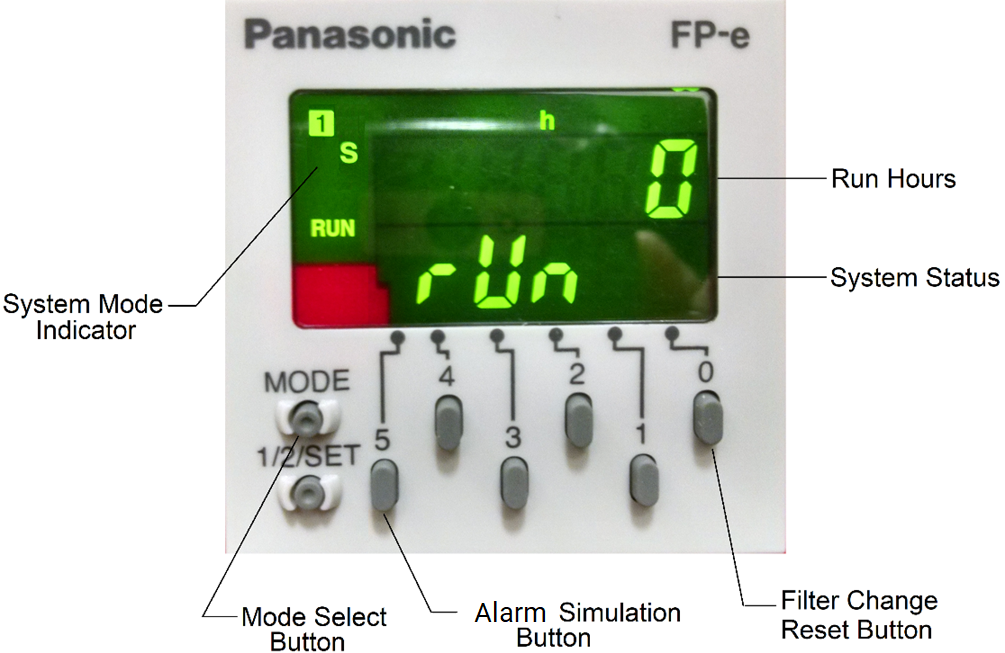 Panasonic FP-e
1 h
S 0
Run Hours
RUN
rUn
System Status
System Mode
Indicator
MODE
4 2 0
1/2/SET 5 3 1
Mode Select
Button
Alarm Simulation
Button
Filter Change
Reset Button